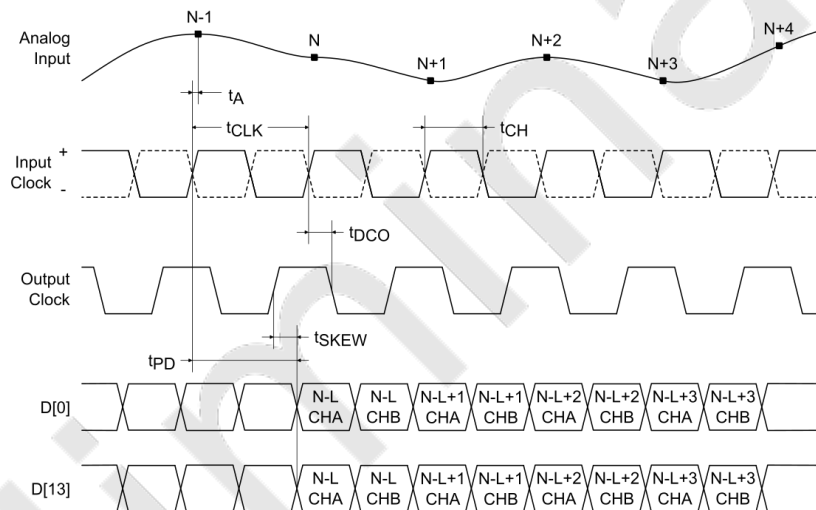 N-1
N
N+1
N+2
N+3
N+4
Analog
Input
tA
tCLK
tCH
Input
Clock
+
-
tDCO
Output
Clock
tSKEW
tPD
D[0]
N-L N-L N-L+1 N-L+1 N-L+2 N-L+2 N-L+3 N-L+3
CHA CHB CHA CHB CHA CHB CHA CHB
D[13]
N-L N-L N-L+1 N-L+1 N-L+2 N-L+2 N-L+3 N-L+3
CHA CHB CHA CHB CHA CHB CHA CHB